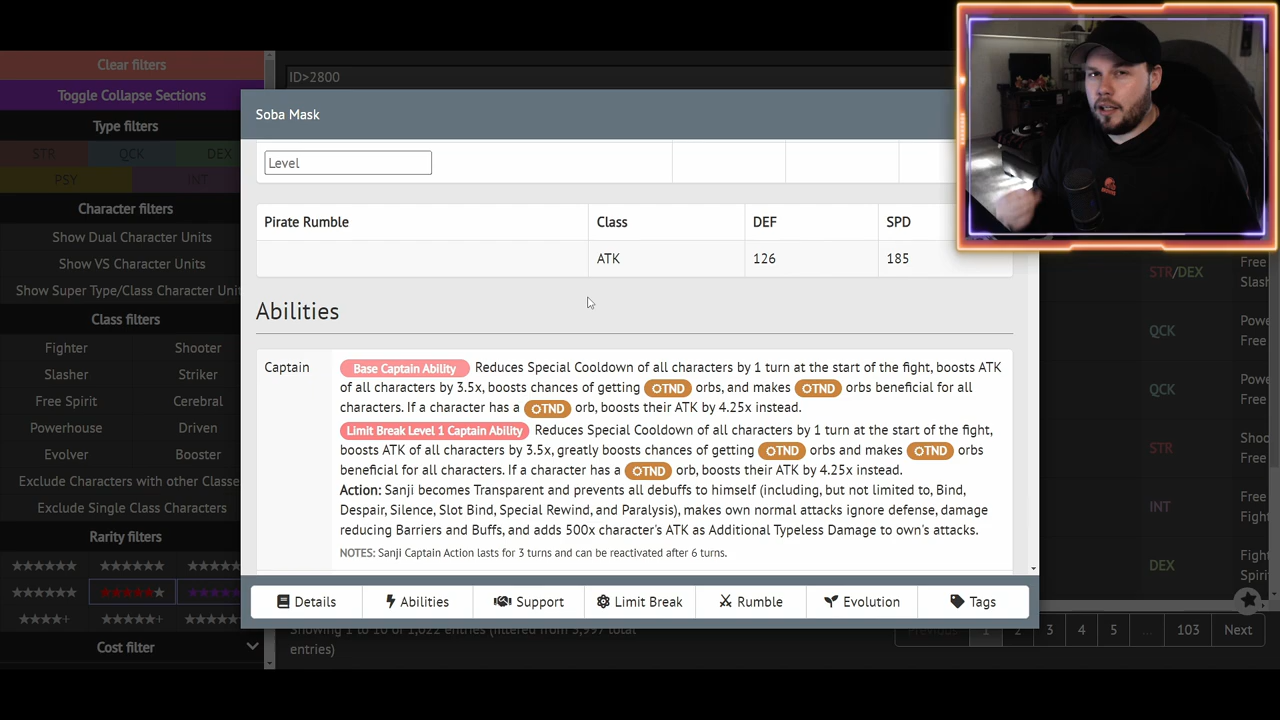 Clear filters
Toggle Collapse Sections
Type filters
STR QCK DEX
PSY INT
Character filters
Show Dual Character Units
Show VS Character Units
Show Super Type/Class Character Unit
Class filters
Fighter Shooter
Slasher Striker
Free Spirit Cerebral
Powerhouse Driven
Evolver Booster
Exclude Characters with other Classe
Exclude Single Class Characters
Rarity filters
Cost filter
ID>2800
Soba Mask
Level
Pirate Rumble Class DEF SPD
ATK 126 185
Abilities
Captain
Base Captain Ability Reduces Special Cooldown of all characters by 1 turn at the start of the fight, boosts ATK
of all characters by 3.5x, boosts chances of getting OTND orbs, and makes OTND orbs beneficial for all
characters. If a character has a OTND orb, boosts their ATK by 4.25x instead.
Limit Break Level 1 Captain Ability Reduces Special Cooldown of all characters by 1 turn at the start of the fight,
boosts ATK of all characters by 3.5x, greatly boosts chances of getting OTND orbs and makes OTND orbs
beneficial for all characters. If a character has a OTND orb, boosts their ATK by 4.25x instead.
Action: Sanji becomes Transparent and prevents all debuffs to himself (including, but not limited to, Bind,
Despair, Silence, Slot Bind, Special Rewind, and Paralysis), makes own normal attacks ignore defense, damage
reducing Barriers and Buffs, and adds 500x character's ATK as Additional Typeless Damage to own's attacks.
NOTES: Sanji Captain Action lasts for 3 turns and can be reactivated after 6 turns.
Details Abilities Support Limit Break Rumble Evolution Tags
STR/DEX Free
Slash
QCK Powe
Free
QCK Powe
Free
STR Shoo
Free
INT Free
Fight
DEX Fight
Spiri
entries)
Previous 1 2 3 4 5 ... 103 Next